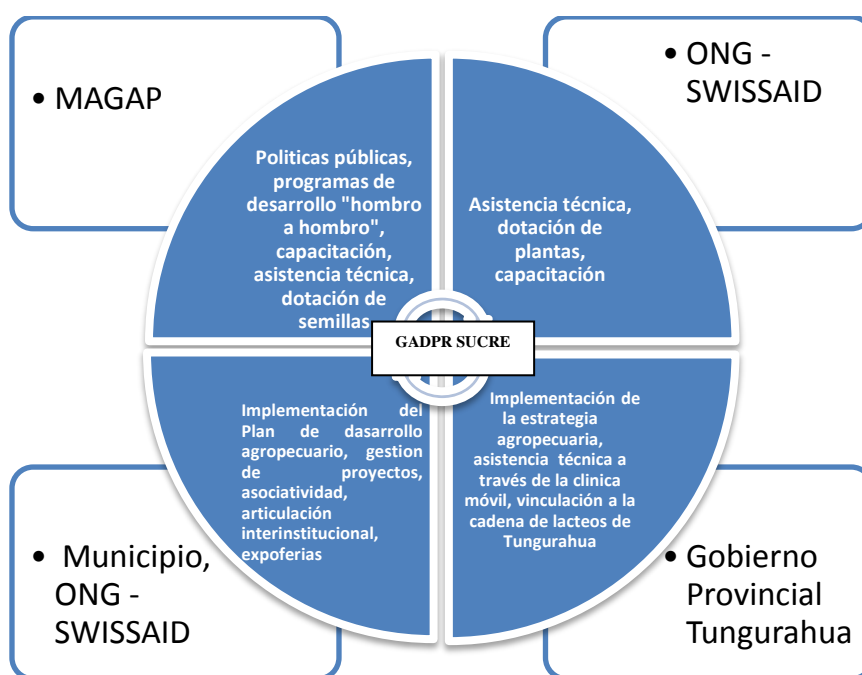 • MAGAP
• ONG -
SWISSAID
Politicas públicas,
programas de
desarrollo "hombro
a hombro",
capacitación,
asistencia técnica,
dotación de
semillas
Asistencia técnica,
dotación de
plantas,
capacitación
GADPR SUCRE
Implementación del
Plan de dasarrollo
agropecuario, gestion
de proyectos,
asociatividad,
articulación
interinstitucional,
expoferias
Implementación de
la estrategia
agropecuaria,
asistencia técnica a
través de la clinica
móvil, vinculación a la
cadena de lacteos de
Tungurahua
• Municipio,
ONG -
SWISSAID
• Gobierno
Provincial
Tungurahua